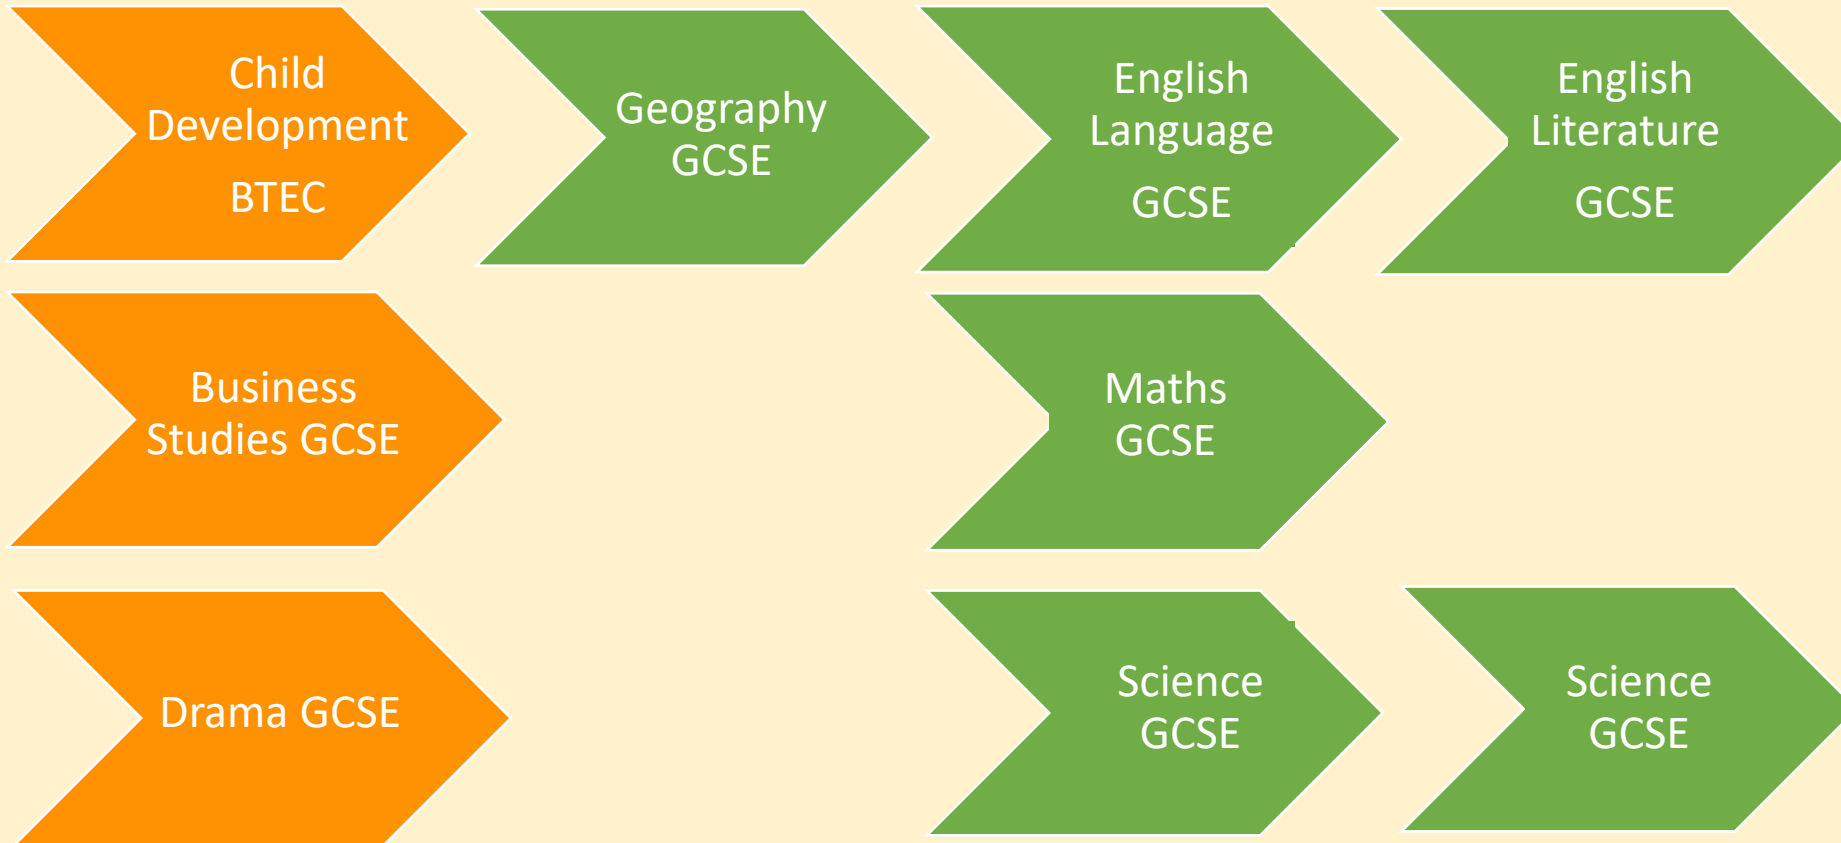 Child
Development
BTEC
Geography
GCSE
English
Language
GCSE
English
Literature
GCSE
Business
Studies GCSE
Maths
GCSE
Drama GCSE
Science
GCSE
Science
GCSE